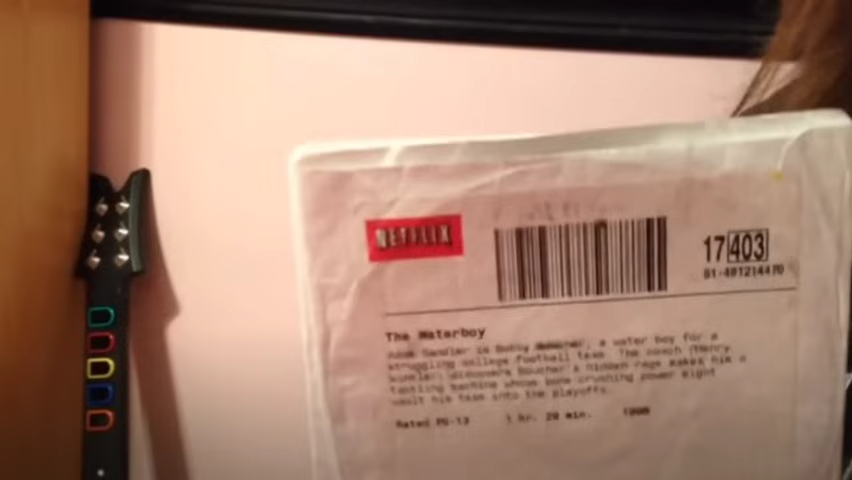 NETFLIX
17 403
The Waterboy
Adam Sandler is Bobby Boucher, a water boy for a
struggling college football team. The coach (Henry
Winkler) discovers Boucher's hidden rage makes him a
tackling machine whose bone crushing power might
vault his team into the playoffs.
Rated PG-13 1 hr. 29 min. 1998